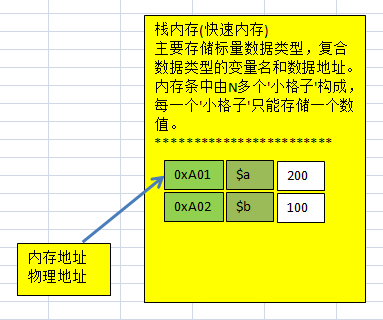 栈内存(快速内存)
主要存储标量数据类型，复合
数据类型的变量名和数据地址。
内存条中由N多个'小格子'构成，
每一个'小格子'只能存储一个数
值。
***********************
0xA01 $a 200
0xA02 $b 100
内存地址
物理地址